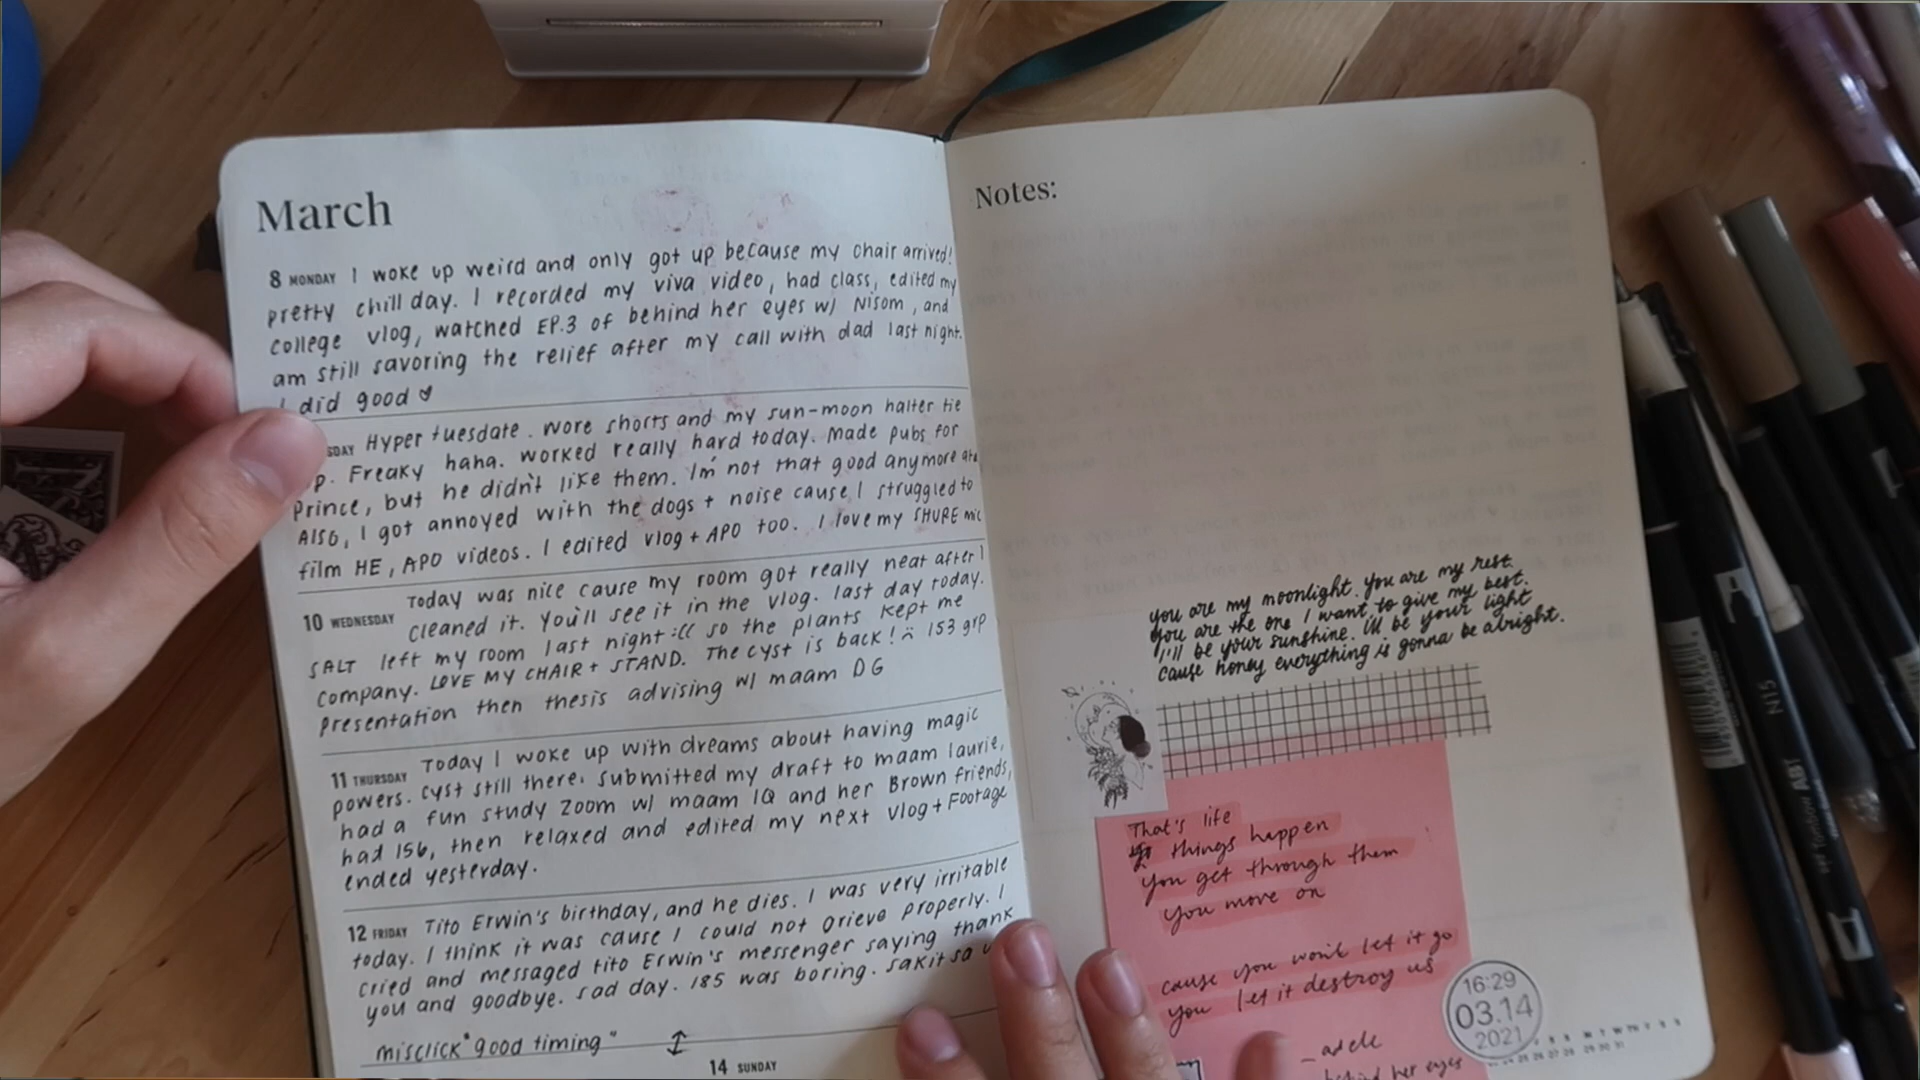 March
8 MONDAY I woke up weird and only got up because my chair arrived!
pretty chill day. I recorded my viva video, had class, edited my
college vlog, watched EP.3 of behind her eyes w/ Nisom, and
am still savoring the relief after my call with dad last night.
I did good
SDAY Hyper tuesdate. Wore shorts and my sun-moon halter tie
p. Freaky haha. Worked really hard today. Made pubs for
Prince, but he didn't like them. I'm not that good anymore
Also, I got annoyed with the dogs + noise cause I struggled to
film HE, APO videos. I edited vlog + APO too. I love my SHURE mic
10 WEDNESDAY Today was nice cause my room got really neat after I
cleaned it. You'll see it in the vlog. last day today.
SALT left my room last night :(( so the plants kept me
company. LOVE MY CHAIR + STAND. The cyst is back! 153 grp
presentation then thesis advising w/ maam DG
11 THURSDAY Today I woke up with dreams about having magic
powers. cyst still there. submitted my draft to maam laurie,
had a fun study zoom w/ maam IQ and her Brown friends,
had 156, then relaxed and edited my next vlog + Footage
ended yesterday.
12 FRIDAY Tito Erwin's birthday, and he dies. I was very irritable
today. I think it was cause I could not grieve properly. I
cried and messaged tito Erwin's messenger saying thank
you and goodbye. sad day. 185 was boring. sakit sa
misclick "good timing"
14 SUNDAY
Notes:
you are my moonlight. You are my rest.
You are the one I want to give my best.
I'll be your sunshine. I'll be your light
cause honey everything is gonna be alright.
That's life
things happen
you get through them
you move on
cause you won't let it go
you let it destroy us
- adele
behind her eyes
16:29
03.14
2021
N15
ABT